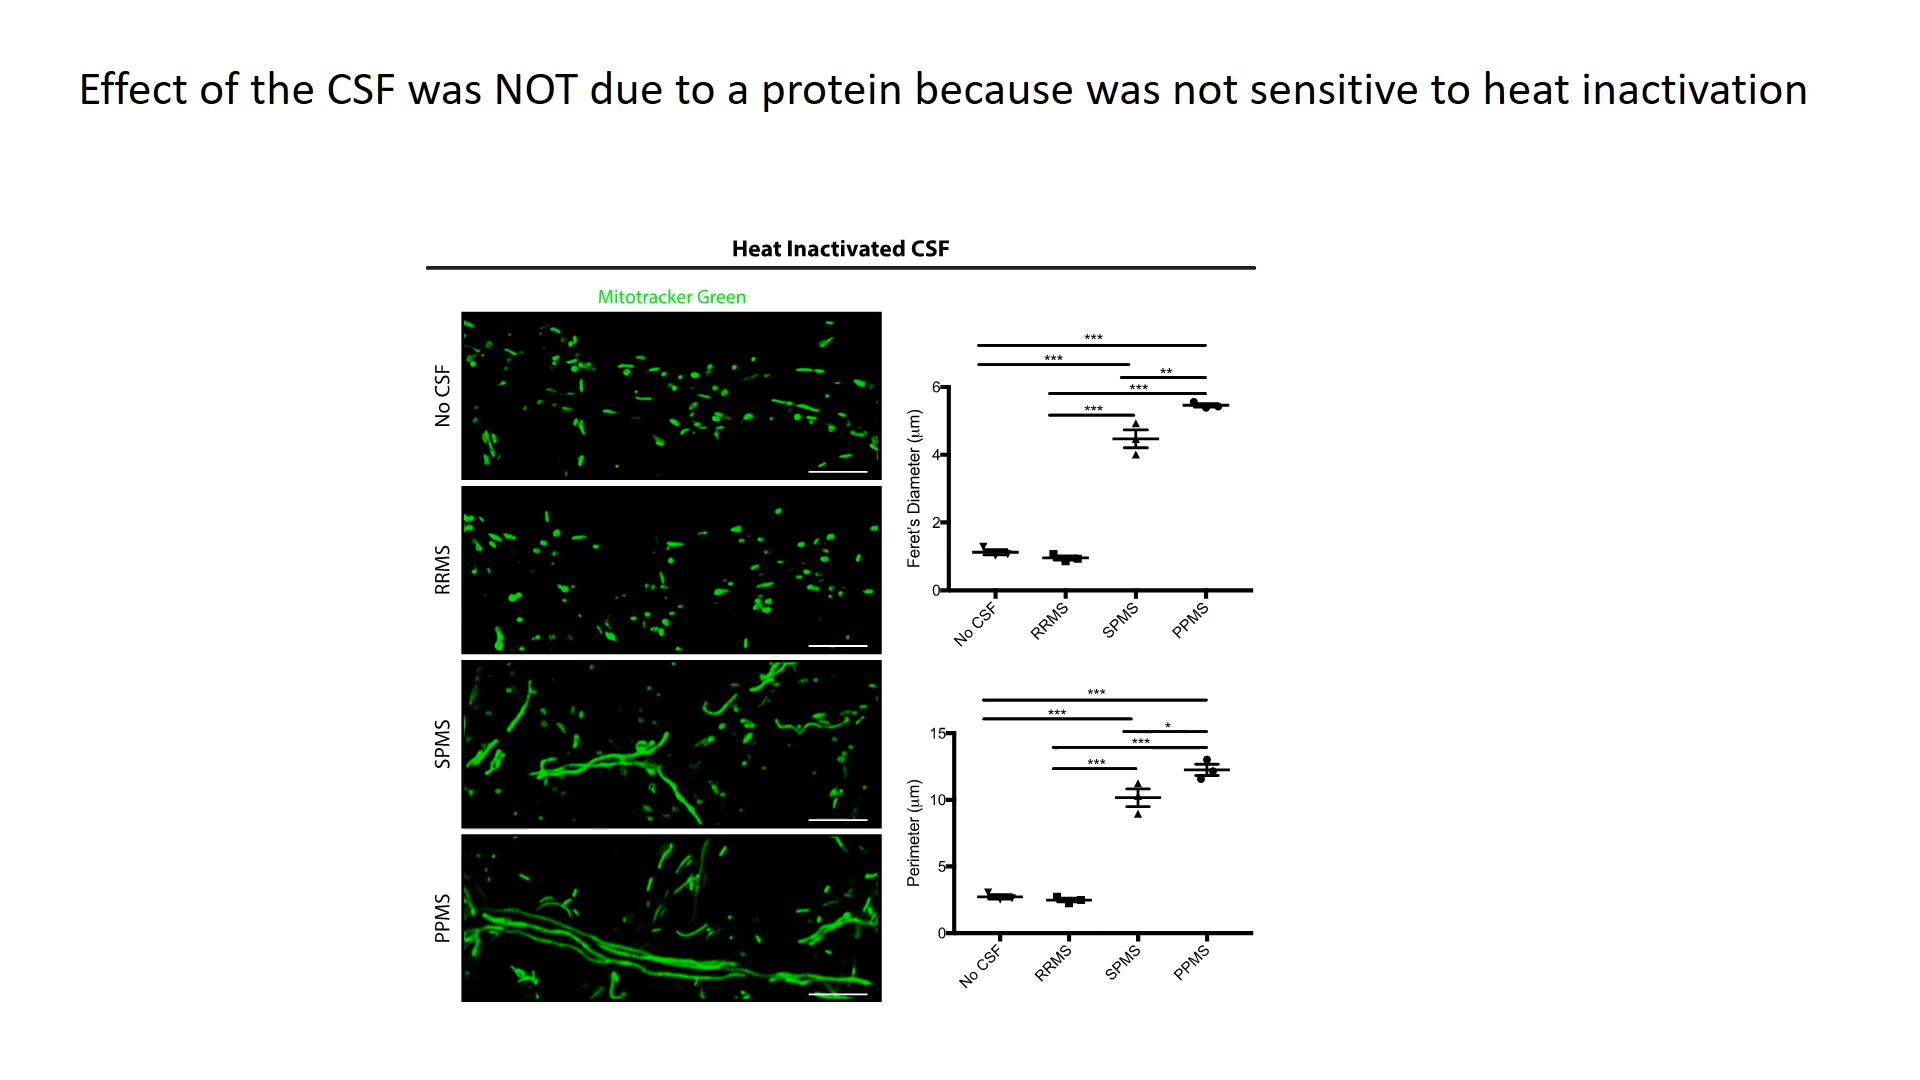 Effect of the CSF was NOT due to a protein because was not sensitive to heat inactivation
Heat Inactivated CSF
Mitotracker Green
No CSF
RRMS
SPMS
PPMS
***
***
**
***
***
6
4
2
0
Feret's Diameter (µm)
No CSF
RRMS
SPMS
PPMS
***
***
*
***
***
15
10
5
0
Perimeter (µm)
No CSF
RRMS
SPMS
PPMS